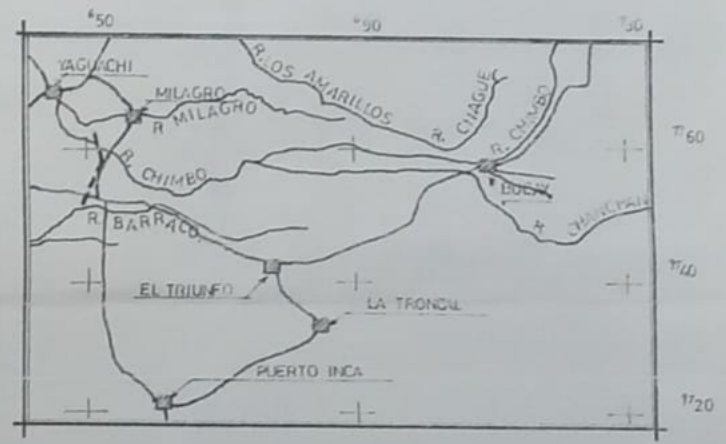 ⁶50 ⁶90 ⁷30
YAGUACHI
MILAGRO
R MILAGRO
R. LOS AMARILLOS
R. CHAGUE
R. CHIMBO
⁹⁷60
R. CHIMBO
BUCAY
R. CHANCHAN
R. BARRACO.
⁹⁷40
EL TRIUNFO
LA TRONCAL
PUERTO INCA
⁹⁷20